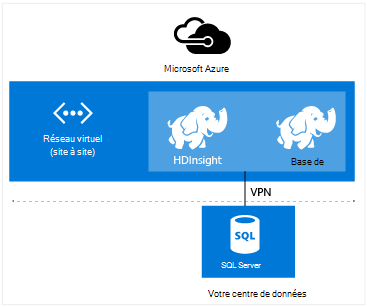 Microsoft Azure
Réseau virtuel
(site à site)
HDInsight
Base de
VPN
SQL
SQL Server
Votre centre de données